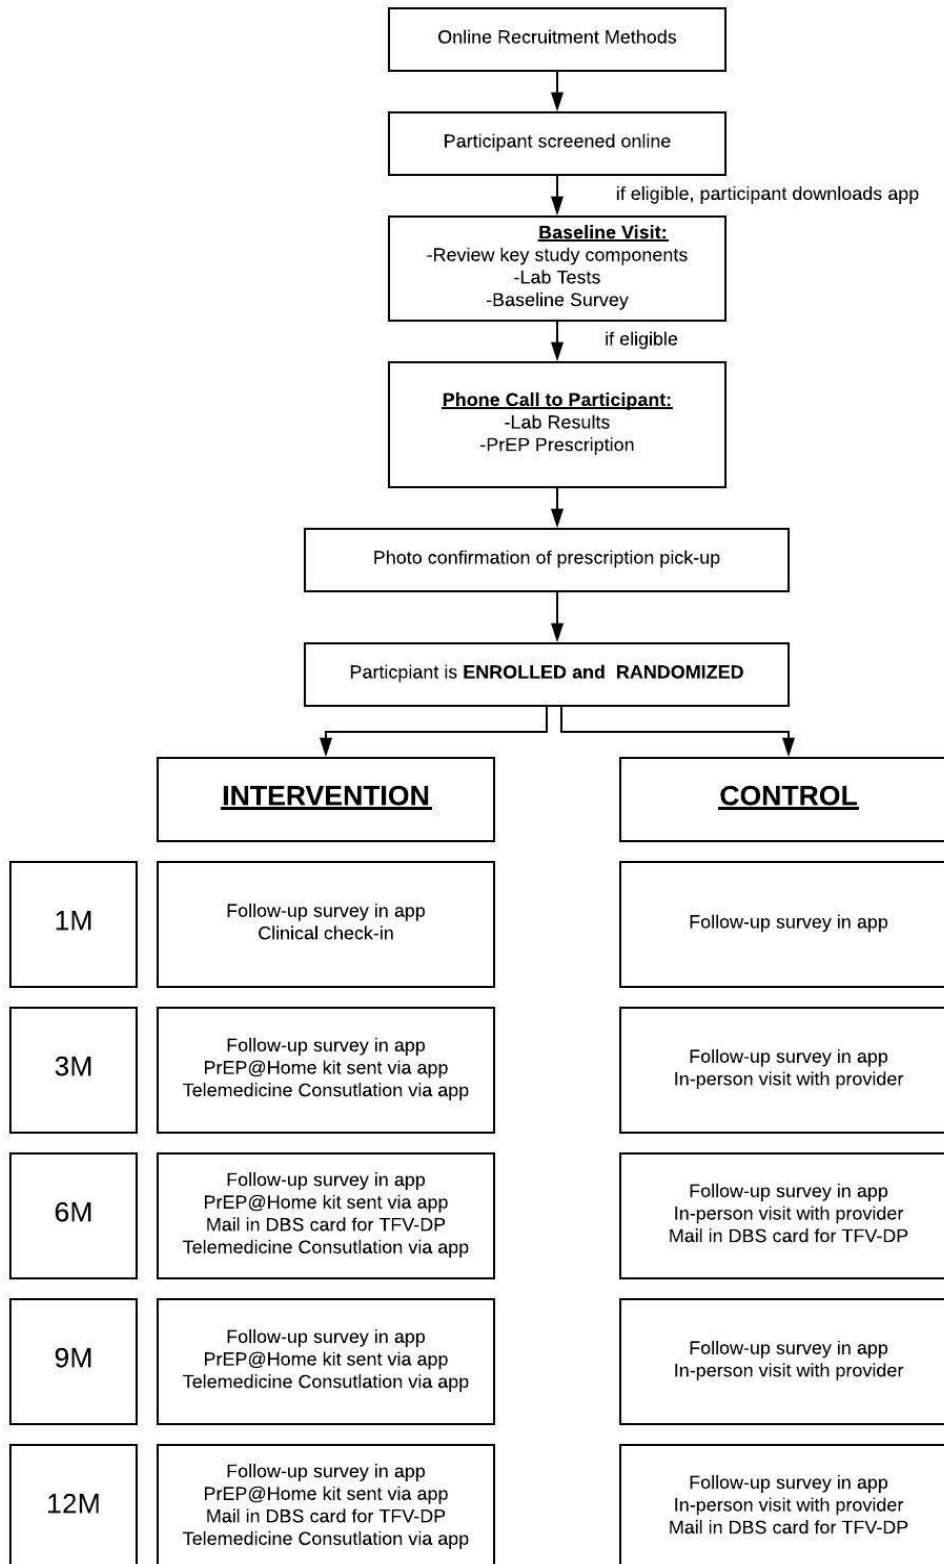 Online Recruitment Methods
Participant screened online
if eligible, participant downloads app
Baseline Visit:
-Review key study components
-Lab Tests
-Baseline Survey
if eligible
Phone Call to Participant:
-Lab Results
-PrEP Prescription
Photo confirmation of prescription pick-up
Particpiant is ENROLLED and RANDOMIZED
INTERVENTION
CONTROL
1M
Follow-up survey in app
Clinical check-in
Follow-up survey in app
3M
Follow-up survey in app
PrEP@Home kit sent via app
Telemedicine Consutlation via app
Follow-up survey in app
In-person visit with provider
6M
Follow-up survey in app
PrEP@Home kit sent via app
Mail in DBS card for TFV-DP
Telemedicine Consutlation via app
Follow-up survey in app
In-person visit with provider
Mail in DBS card for TFV-DP
9M
Follow-up survey in app
PrEP@Home kit sent via app
Telemedicine Consutlation via app
Follow-up survey in app
In-person visit with provider
12M
Follow-up survey in app
PrEP@Home kit sent via app
Mail in DBS card for TFV-DP
Telemedicine Consutlation via app
Follow-up survey in app
In-person visit with provider
Mail in DBS card for TFV-DP